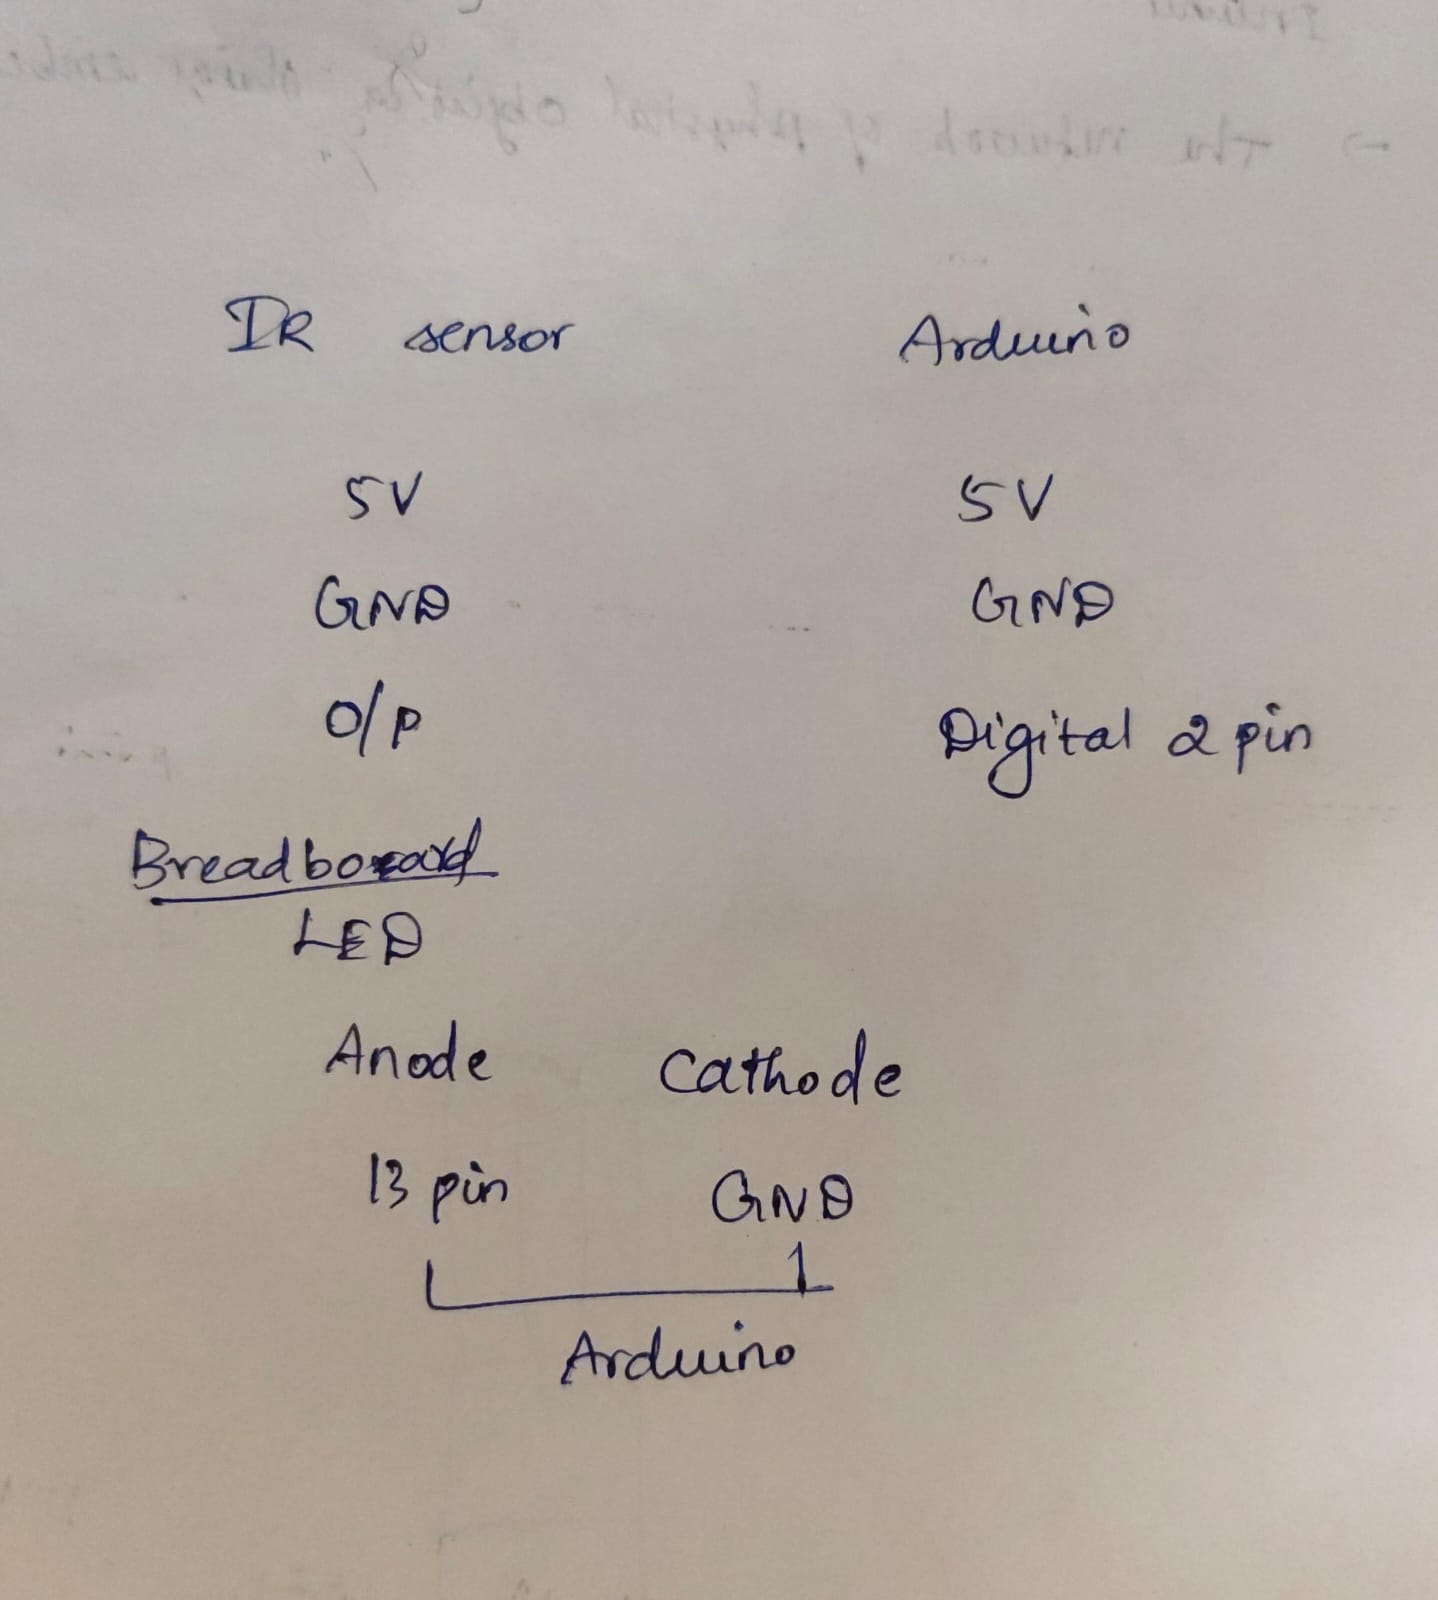 IR sensor Arduino
5V 5V
GND GND
O/P Digital 2 pin
Breadboard
LED
Anode Cathode
13 pin GND
Arduino